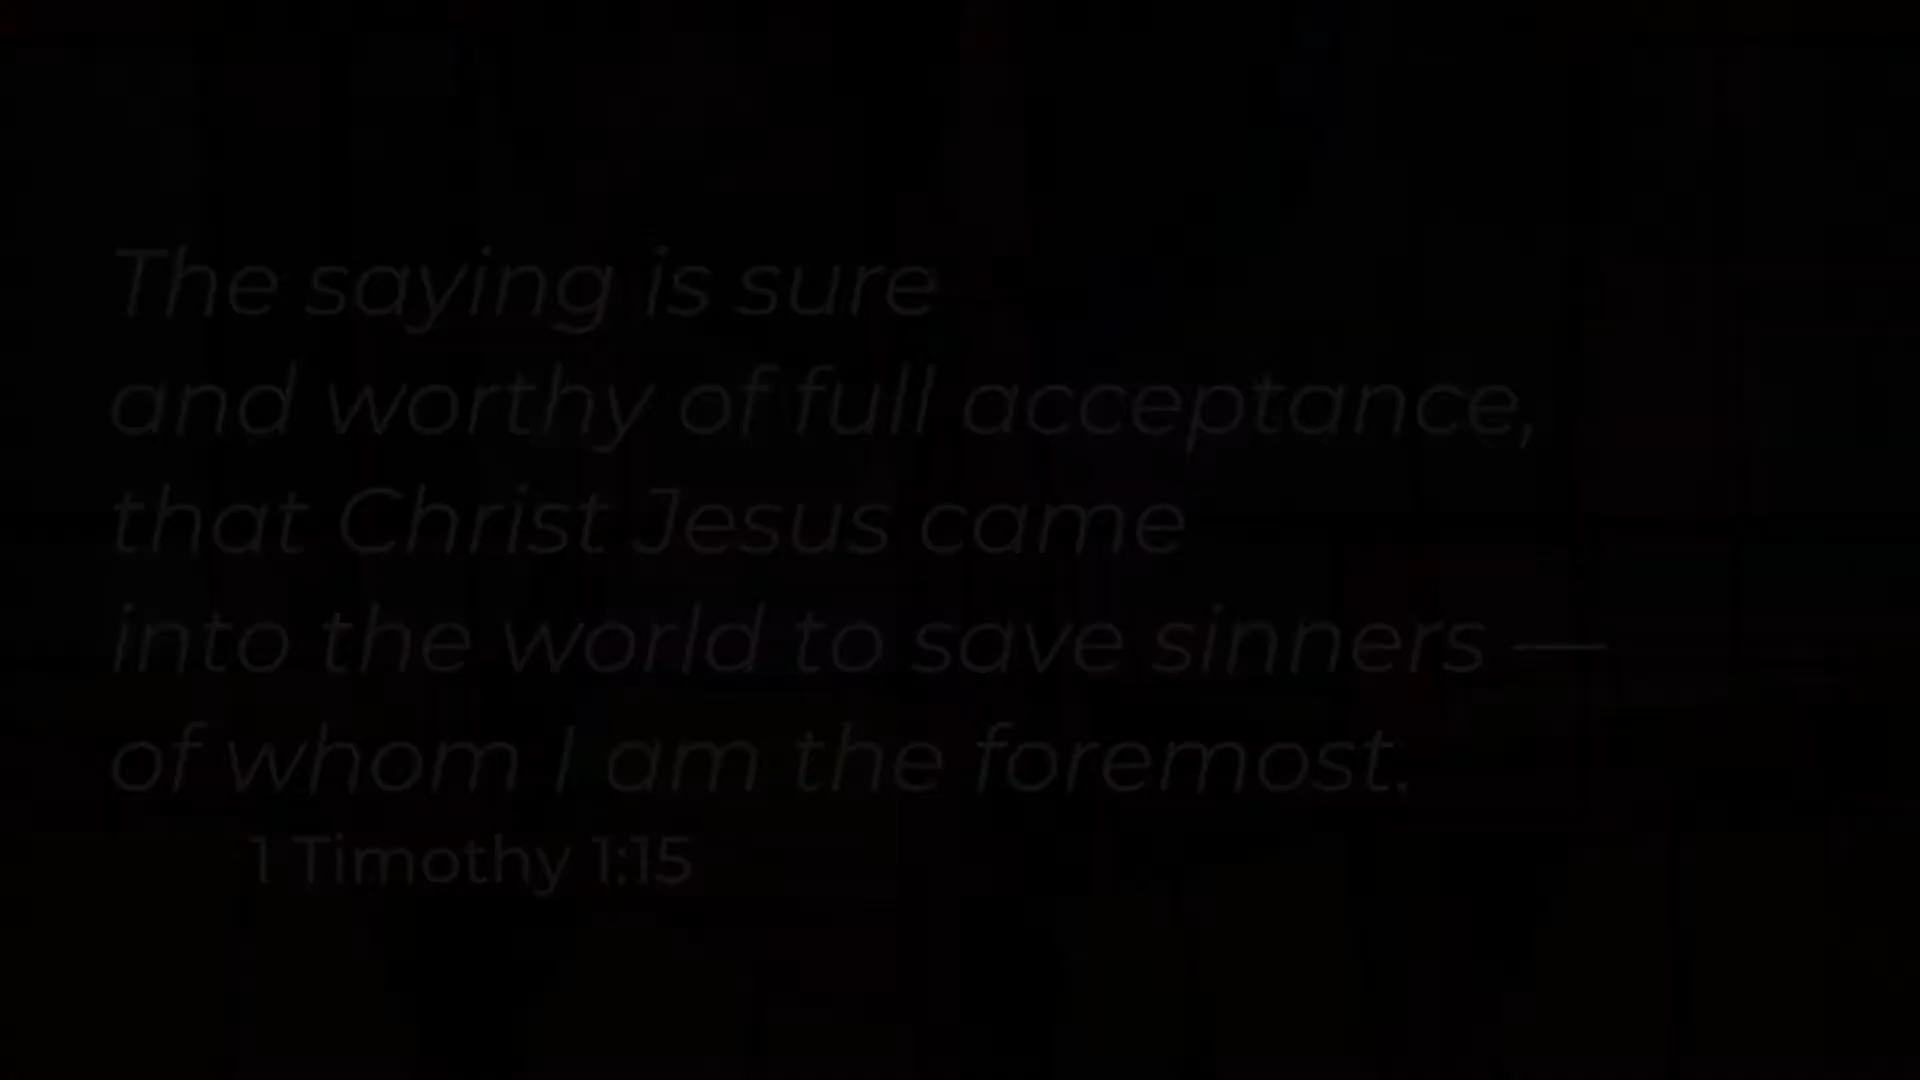 The saying is sure
and worthy of full acceptance,
that Christ Jesus came
into the world to save sinners —
of whom I am the foremost.
1 Timothy 1:15